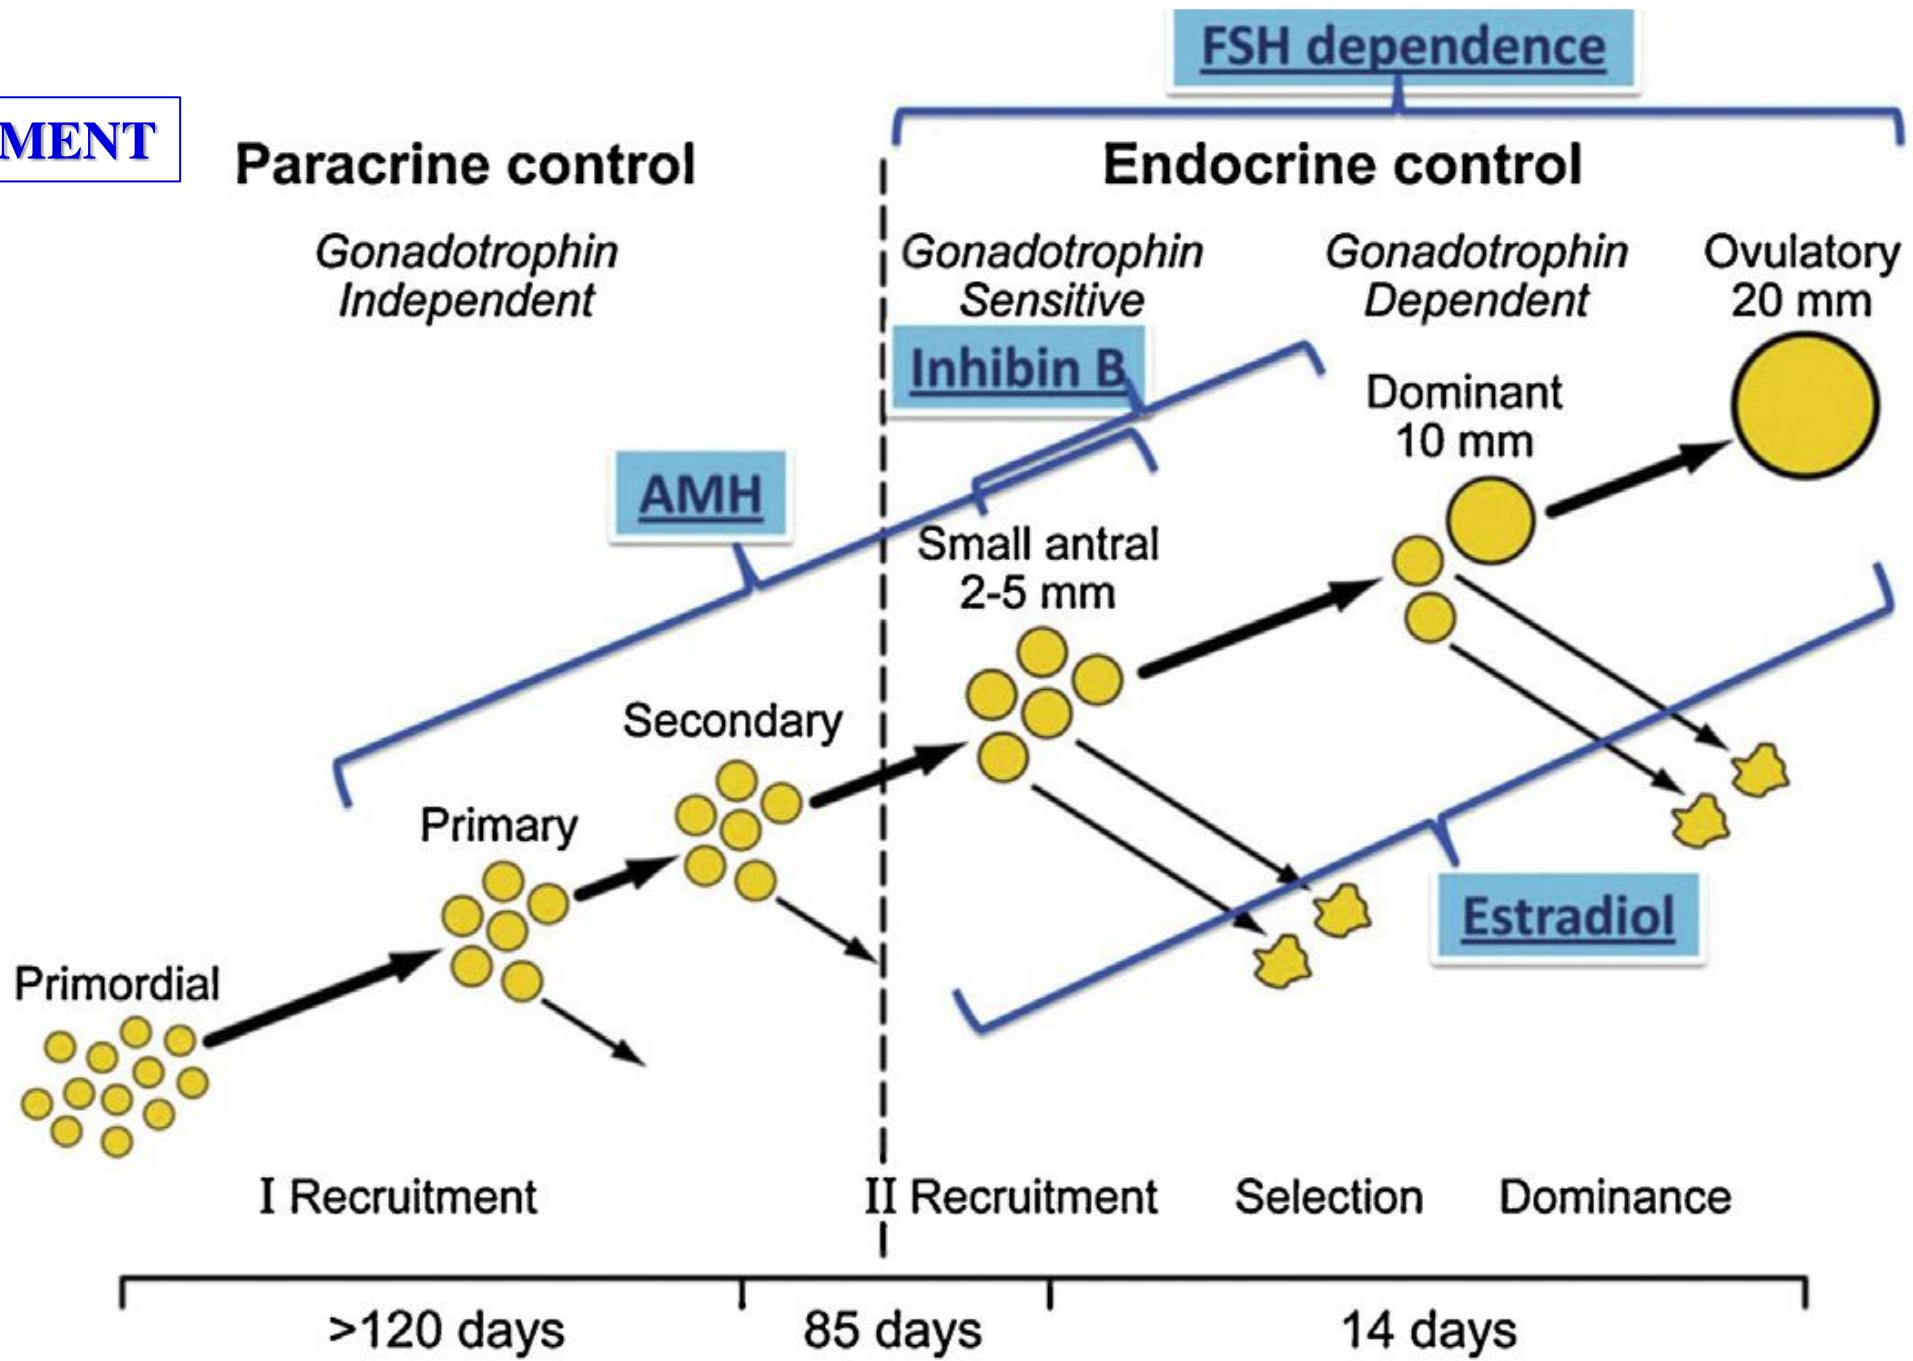 FSH dependence
MENT
Paracrine control
Endocrine control
Gonadotrophin
Independent
Gonadotrophin
Sensitive
Gonadotrophin
Dependent
Ovulatory
20 mm
Inhibin B
Dominant
10 mm
AMH
Small antral
2-5 mm
Secondary
Primary
Estradiol
Primordial
I Recruitment
II Recruitment
Selection
Dominance
>120 days
85 days
14 days